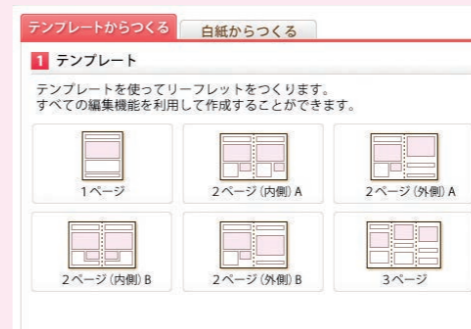 テンプレートからつくる
白紙からつくる
1 テンプレート
テンプレートを使ってリーフレットをつくります。
すべての編集機能を利用して作成することができます。
1ページ
2ページ(内側)A
2ページ(外側)A
2ページ(内側)B
2ページ(外側)B
3ページ